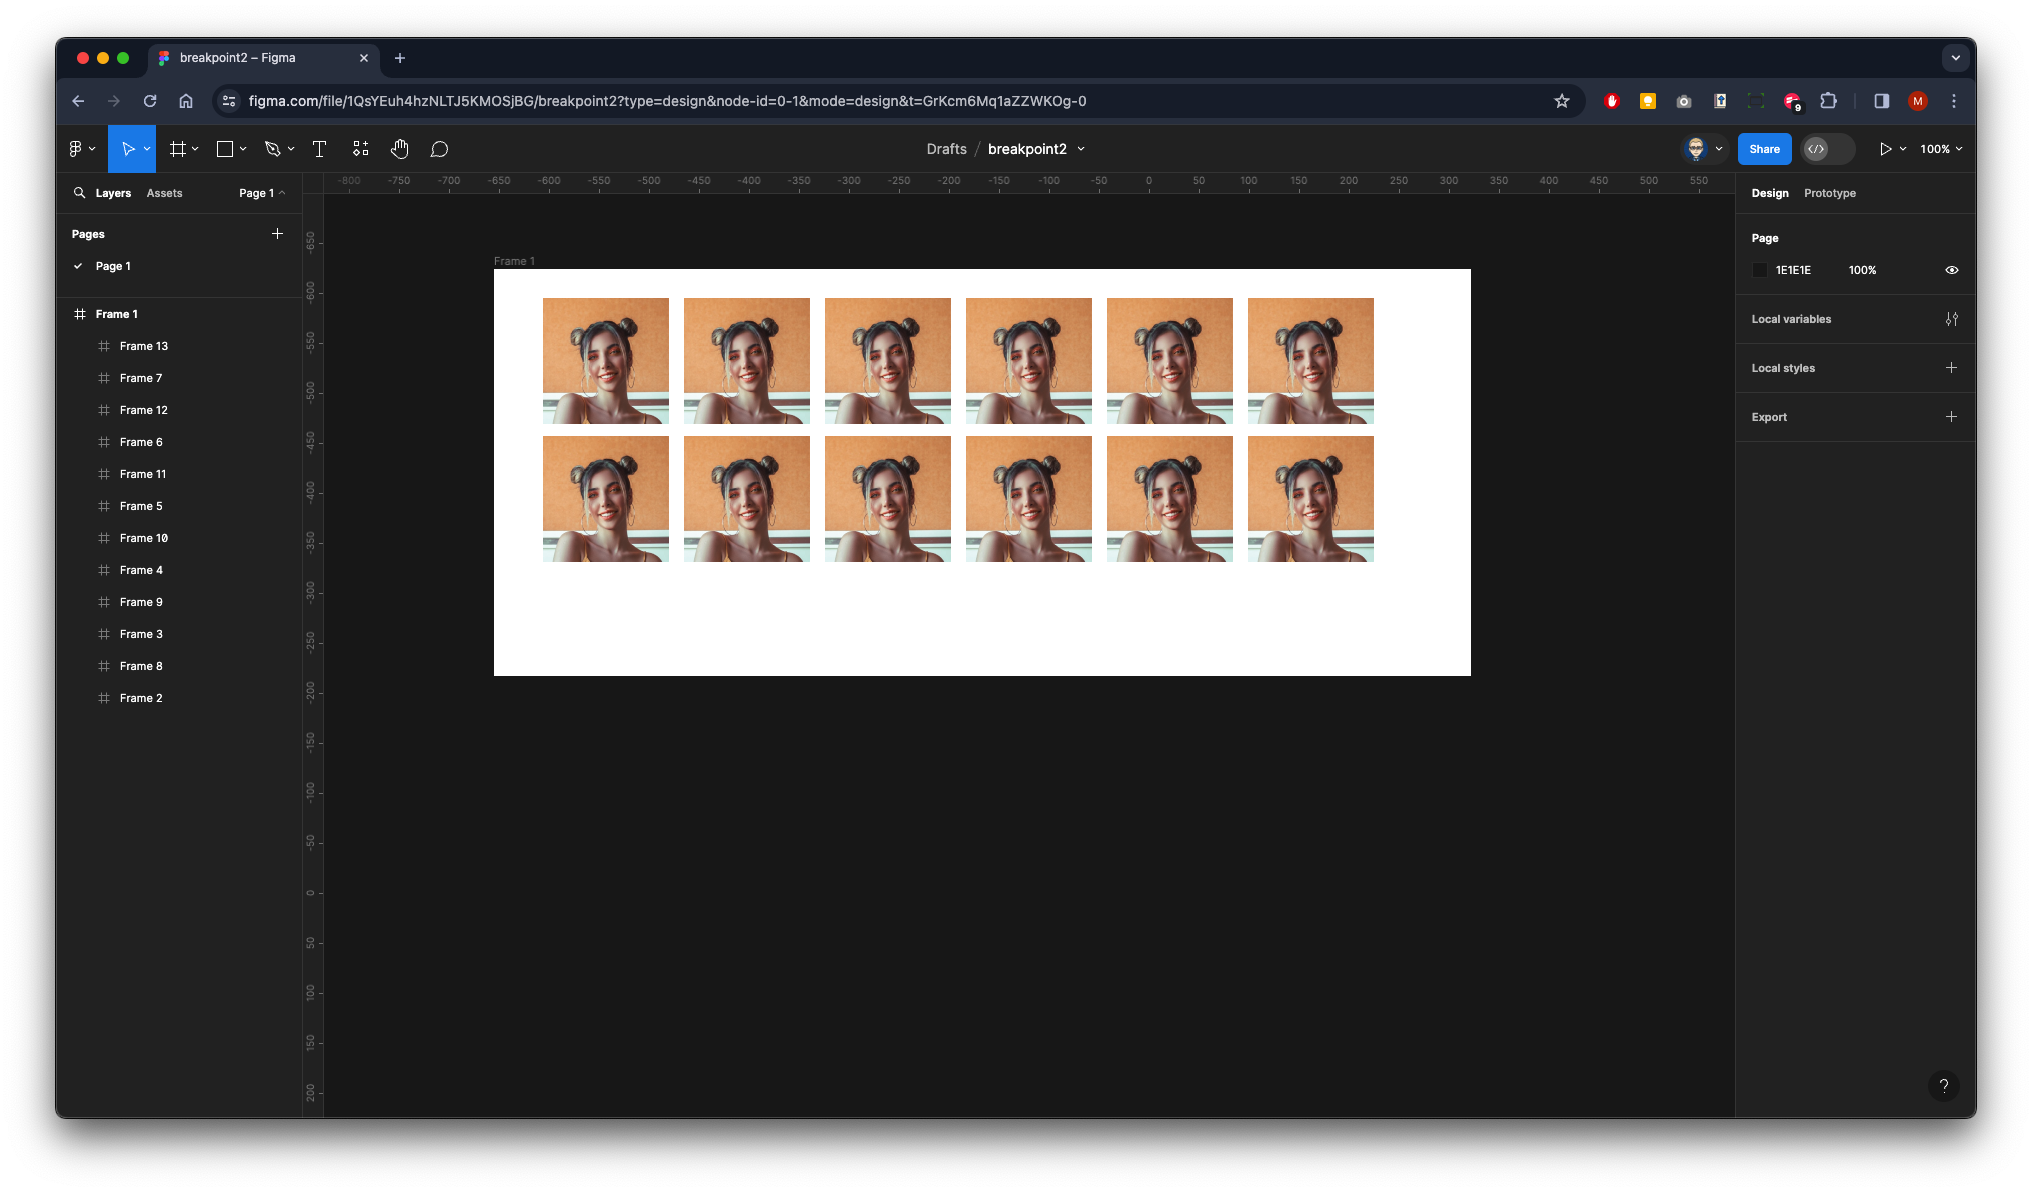 breakpoint2 – Figma
figma.com/file/1QsYEuh4hzNLTJ5KMOSjBG/breakpoint2?type=design&node-id=0-1&mode=design&t=GrKcm6Mq1aZZWKOg-0
9
M
Drafts / breakpoint2
Share
100%
Layers
Assets
Page 1
-800 -750 -700 -650 -600 -550 -500 -450 -400 -350 -300 -250 -200 -150 -100 -50 0 50 100 150 200 250 300 350 400 450 500 550
Design
Prototype
Pages
Page 1
Frame 1
Frame 13
Frame 7
Frame 12
Frame 6
Frame 11
Frame 5
Frame 10
Frame 4
Frame 9
Frame 3
Frame 8
Frame 2
-650
-600
-550
-500
-450
-400
-350
-300
-250
-200
-150
-100
-50
0
50
100
150
200
Frame 1
Page
1E1E1E 100%
Local variables
Local styles
Export
?